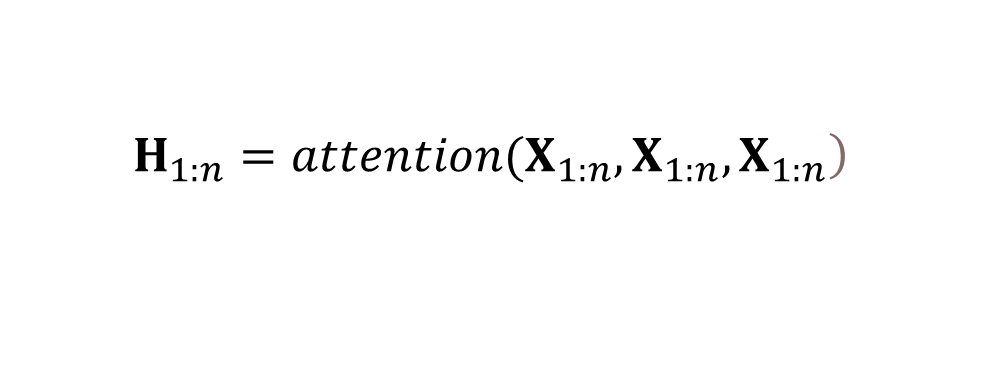 H₁:ₙ = attention(X₁:ₙ, X₁:ₙ, X₁:ₙ)